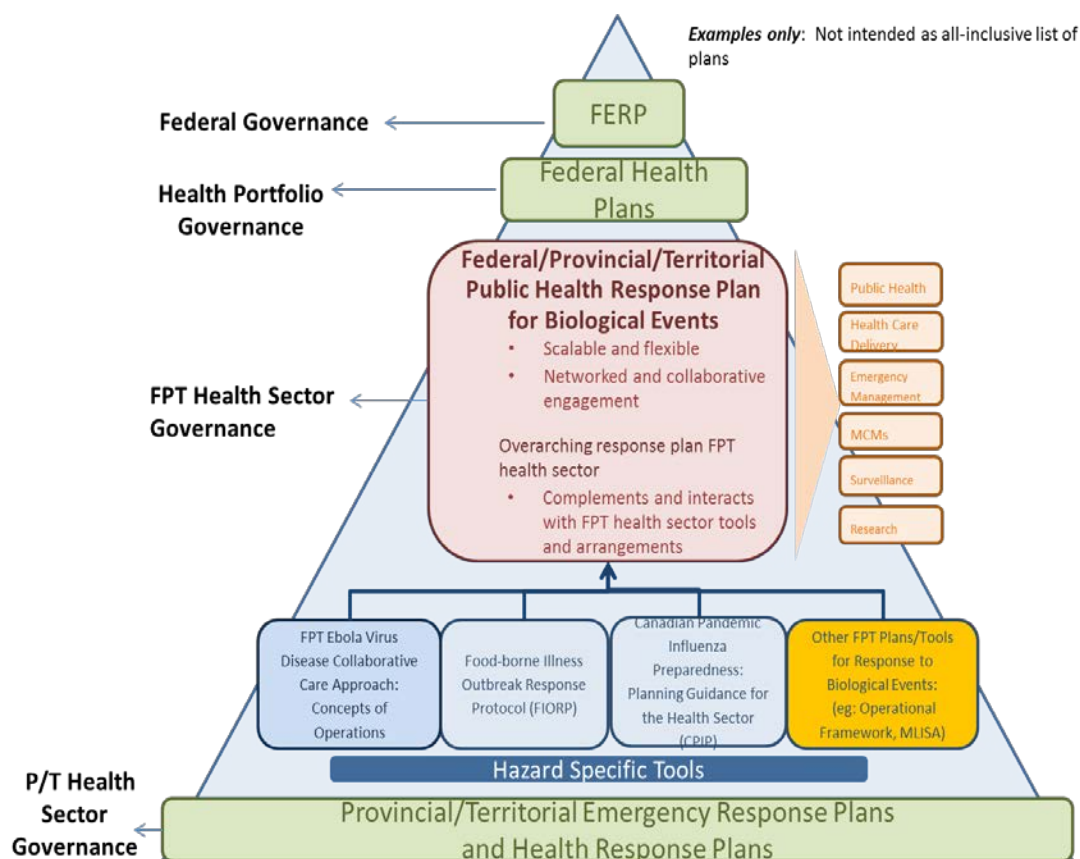 Examples only: Not intended as all-inclusive list of
plans
FERP
Federal Governance
Federal Health
Plans
Health Portfolio
Governance
Federal/Provincial/Territorial
Public Health Response Plan
for Biological Events
• Scalable and flexible
• Networked and collaborative
engagement
Overarching response plan FPT
health sector
• Complements and interacts
with FPT health sector tools
and arrangements
FPT Health Sector
Governance
Public Health
Health Care
Delivery
Emergency
Management
MCMs
Surveillance
Research
FPT Ebola Virus
Disease Collaborative
Care Approach:
Concepts of
Operations
Food-borne Illness
Outbreak Response
Protocol (FIORP)
Canadian Pandemic
Influenza
Preparedness:
Planning Guidance for
the Health Sector
(CPIP)
Other FPT Plans/Tools
for Response to
Biological Events:
(eg: Operational
Framework, MLISA)
Hazard Specific Tools
P/T Health
Sector
Governance
Provincial/Territorial Emergency Response Plans
and Health Response Plans